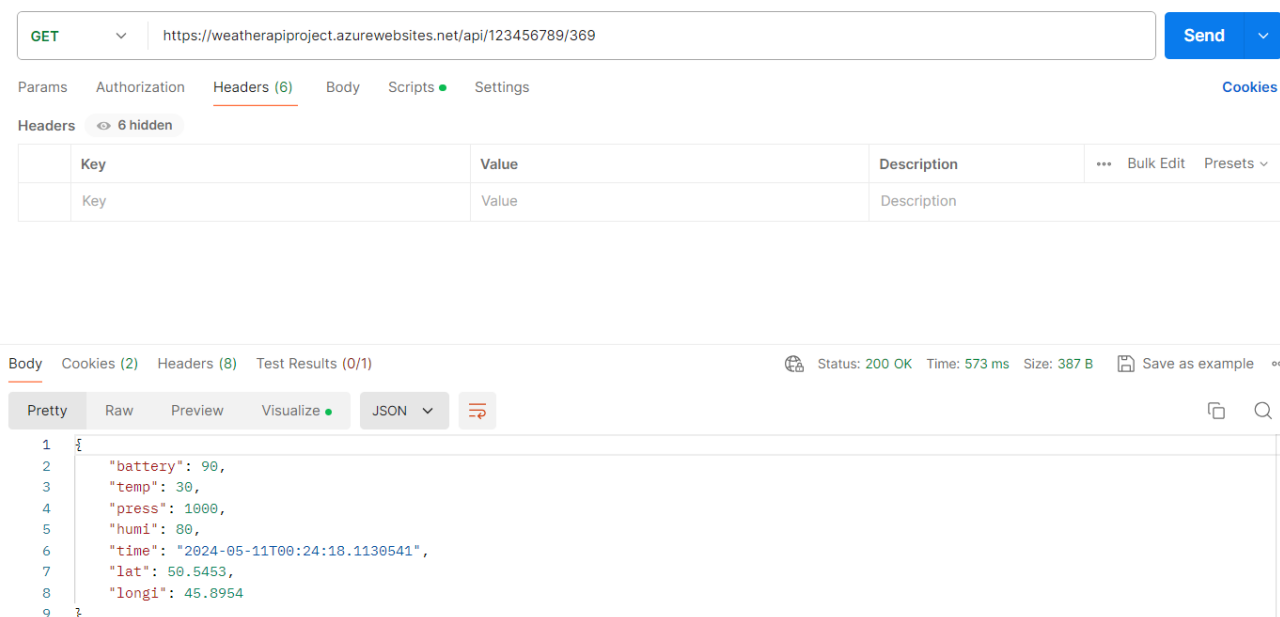 GET https://weatherapiproject.azurewebsites.net/api/123456789/369 Send
Params Authorization Headers (6) Body Scripts Settings Cookies
Headers 6 hidden
Key Value Description ••• Bulk Edit Presets
Key Value Description
Body Cookies (2) Headers (8) Test Results (0/1) Status: 200 OK Time: 573 ms Size: 387 B Save as example
Pretty Raw Preview Visualize JSON
1 {
2 "battery": 90,
3 "temp": 30,
4 "press": 1000,
5 "humi": 80,
6 "time": "2024-05-11T00:24:18.1130541",
7 "lat": 50.5453,
8 "longi": 45.8954
9 }